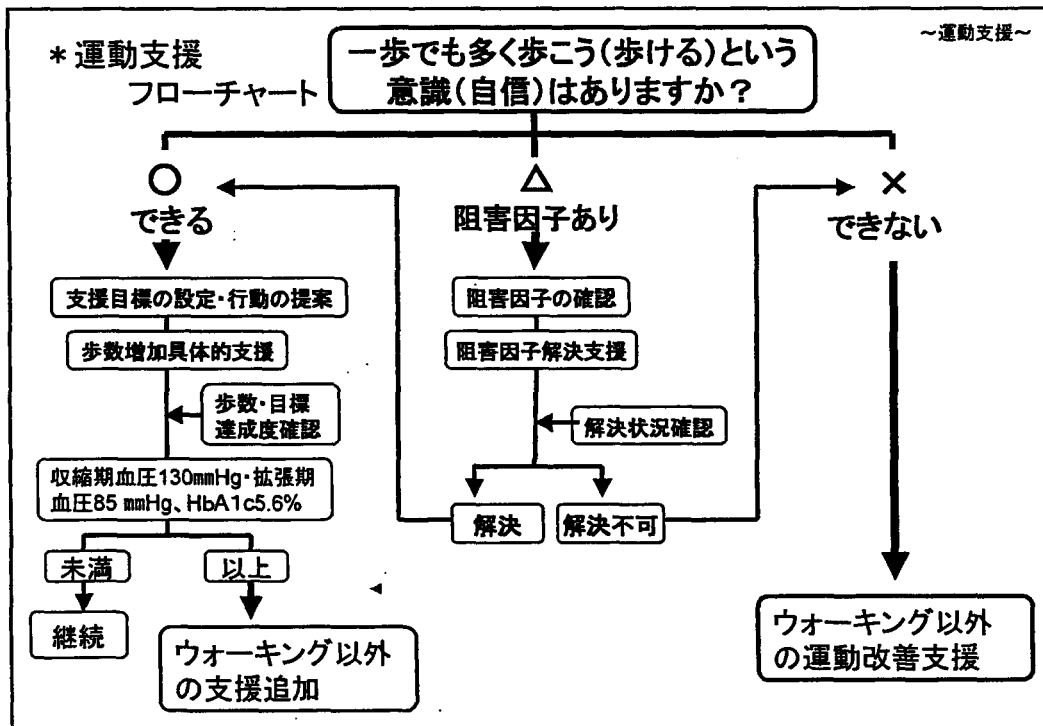 ~運動支援~
*運動支援
フローチャート
一歩でも多く歩こう(歩ける)という
意識(自信)はありますか?
○
できる
△
阻害因子あり
×
できない
支援目標の設定・行動の提案
歩数増加具体的支援
歩数・目標
達成度確認
収縮期血圧130mmHg・拡張期
血圧85 mmHg、HbA1c5.6%
未満
以上
継続
ウォーキング以外
の支援追加
阻害因子の確認
阻害因子解決支援
解決状況確認
解決
解決不可
ウォーキング以外
の運動改善支援